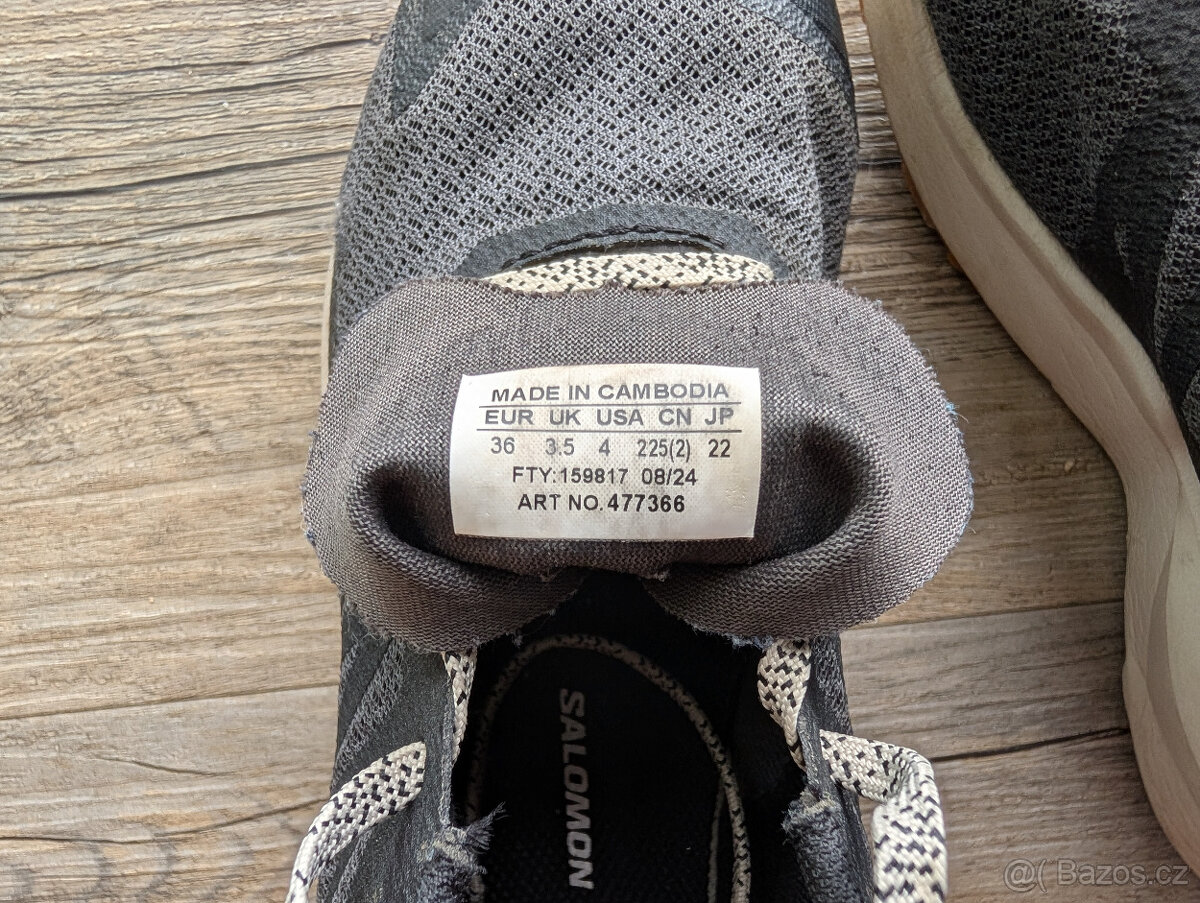 MADE IN CAMBODIA
EUR UK USA CN JP
36 3.5 4 225(2) 22
FTY:159817 08/24
ART NO. 477366
SALOMON
@( Bazos.cz